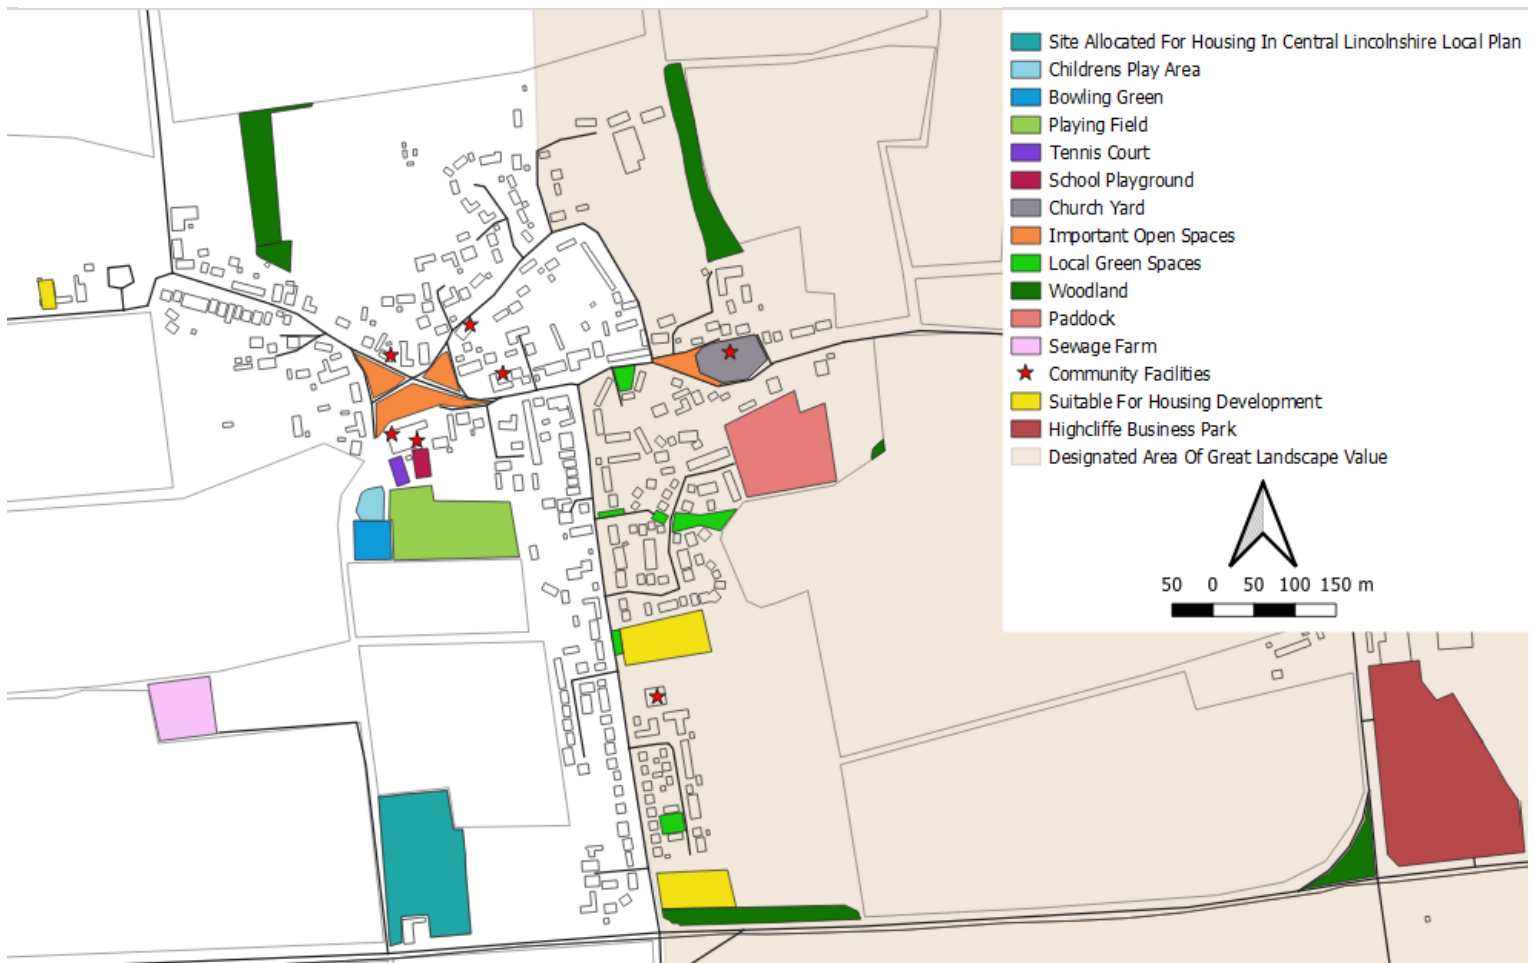 Site Allocated For Housing In Central Lincolnshire Local Plan
Childrens Play Area
Bowling Green
Playing Field
Tennis Court
School Playground
Church Yard
Important Open Spaces
Local Green Spaces
Woodland
Paddock
Sewage Farm
Community Facilities
Suitable For Housing Development
Highcliffe Business Park
Designated Area Of Great Landscape Value
50 0 50 100 150 m